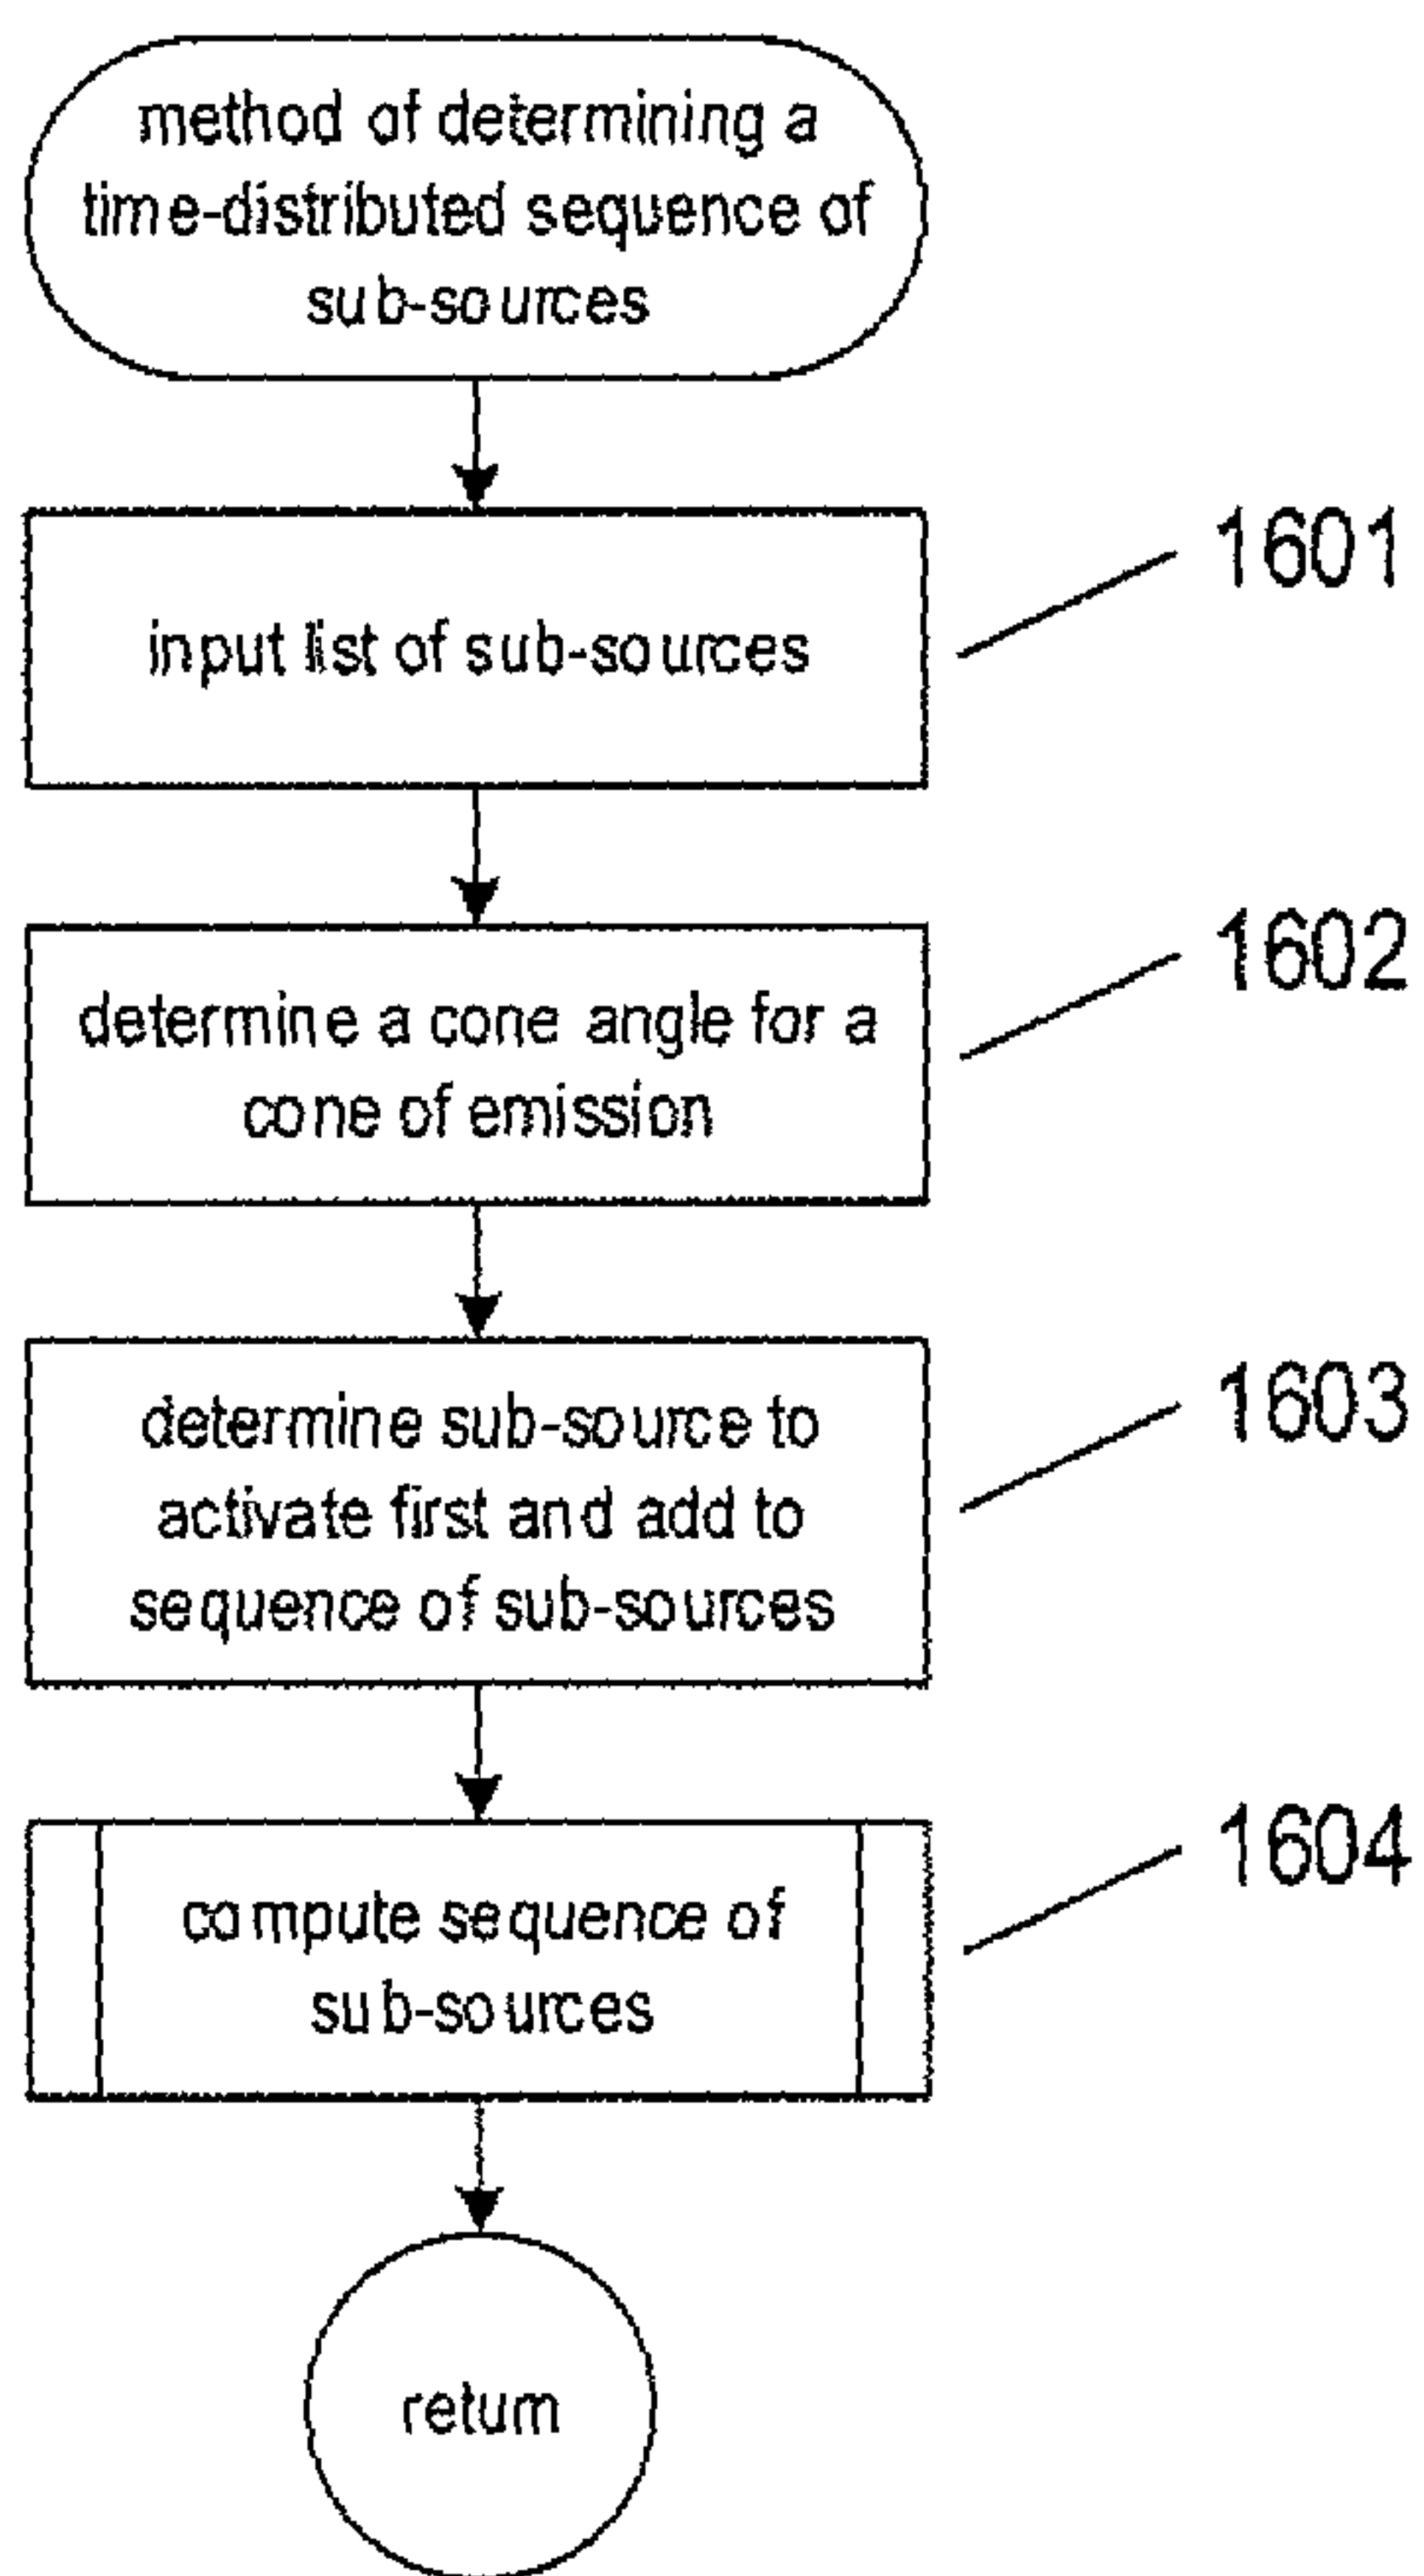 method of determining a
time-distributed sequence of
sub-sources
input list of sub-sources
1601
determine a cone angle for a
cone of emission
1602
determine sub-source to
activate first and add to
sequence of sub-sources
1603
compute sequence of
sub-sources
1604
return